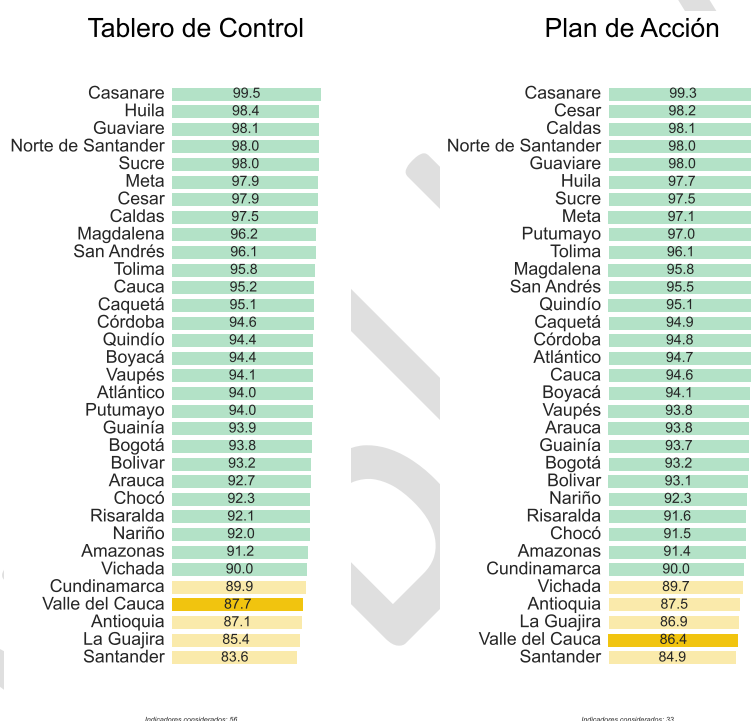 Tablero de Control
Casanare 99.5
Huila 98.4
Guaviare 98.1
Norte de Santander 98.0
Sucre 98.0
Meta 97.9
Cesar 97.9
Caldas 97.5
Magdalena 96.2
San Andrés 96.1
Tolima 95.8
Cauca 95.2
Caquetá 95.1
Córdoba 94.6
Quindío 94.4
Boyacá 94.4
Vaupés 94.1
Atlántico 94.0
Putumayo 94.0
Guainía 93.9
Bogotá 93.8
Bolivar 93.2
Arauca 92.7
Chocó 92.3
Risaralda 92.1
Nariño 92.0
Amazonas 91.2
Vichada 90.0
Cundinamarca 89.9
Valle del Cauca 87.7
Antioquia 87.1
La Guajira 85.4
Santander 83.6
Indicadores considerados: 56
Plan de Acción
Casanare 99.3
Cesar 98.2
Caldas 98.1
Norte de Santander 98.0
Guaviare 98.0
Huila 97.7
Sucre 97.5
Meta 97.1
Putumayo 97.0
Tolima 96.1
Magdalena 95.8
San Andrés 95.5
Quindío 95.1
Caquetá 94.9
Córdoba 94.8
Atlántico 94.7
Cauca 94.6
Boyacá 94.1
Vaupés 93.8
Arauca 93.8
Guainía 93.7
Bogotá 93.2
Bolivar 93.1
Nariño 92.3
Risaralda 91.6
Chocó 91.5
Amazonas 91.4
Cundinamarca 90.0
Vichada 89.7
Antioquia 87.5
La Guajira 86.9
Valle del Cauca 86.4
Santander 84.9
Indicadores considerados: 33